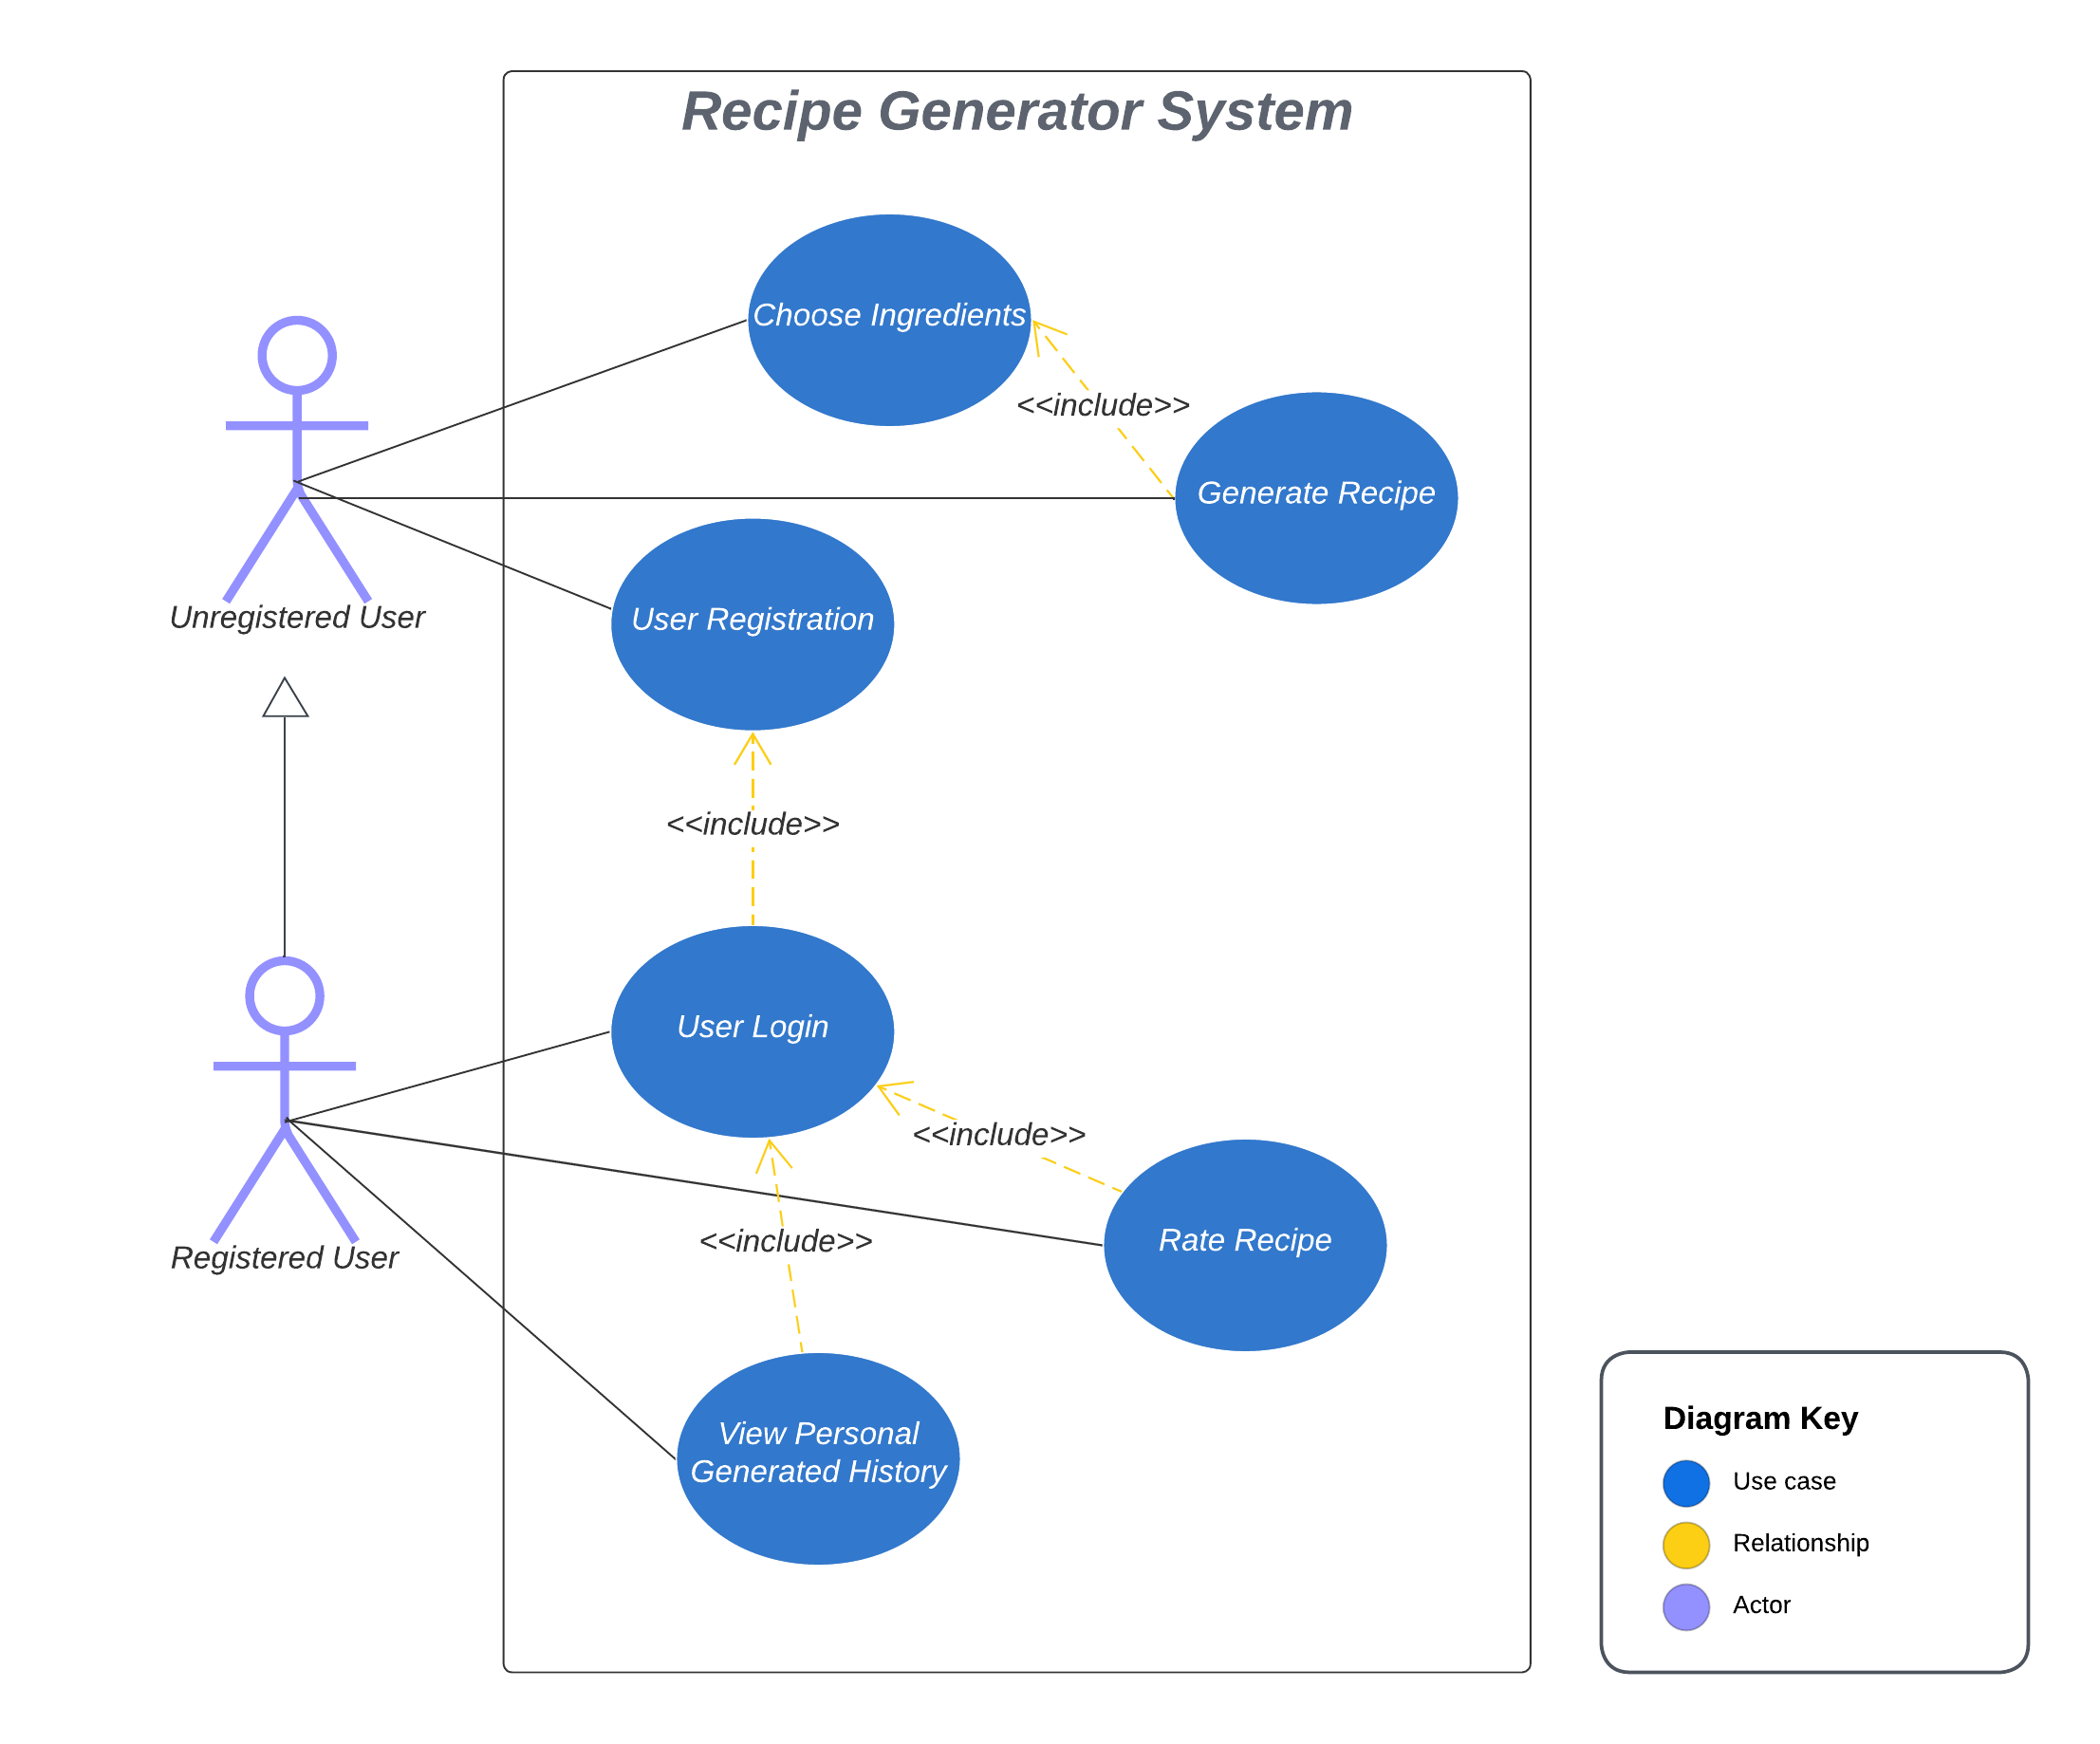 Recipe Generator System
Choose Ingredients
<<include>>
Generate Recipe
Unregistered User
User Registration
<<include>>
User Login
<<include>>
Registered User
<<include>>
Rate Recipe
View Personal
Generated History
Diagram Key
Use case
Relationship
Actor